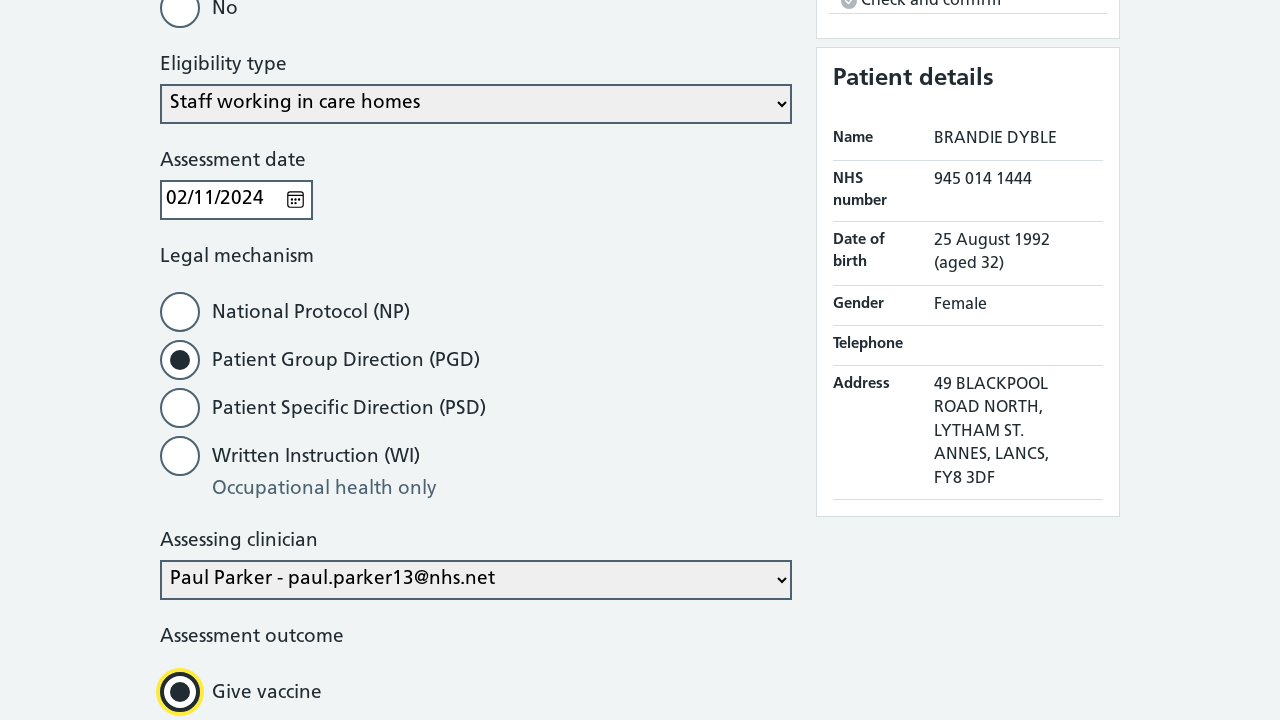 No
Eligibility type
Staff working in care homes
Assessment date
02/11/2024
Legal mechanism
National Protocol (NP)
Patient Group Direction (PGD)
Patient Specific Direction (PSD)
Written Instruction (WI)
Occupational health only
Assessing clinician
Paul Parker - paul.parker13@nhs.net
Assessment outcome
Give vaccine
Check and confirm
Patient details
Name BRANDIE DYBLE
NHS number 945 014 1444
Date of birth 25 August 1992 (aged 32)
Gender Female
Telephone
Address 49 BLACKPOOL
ROAD NORTH,
LYTHAM ST.
ANNES, LANCS,
FY8 3DF